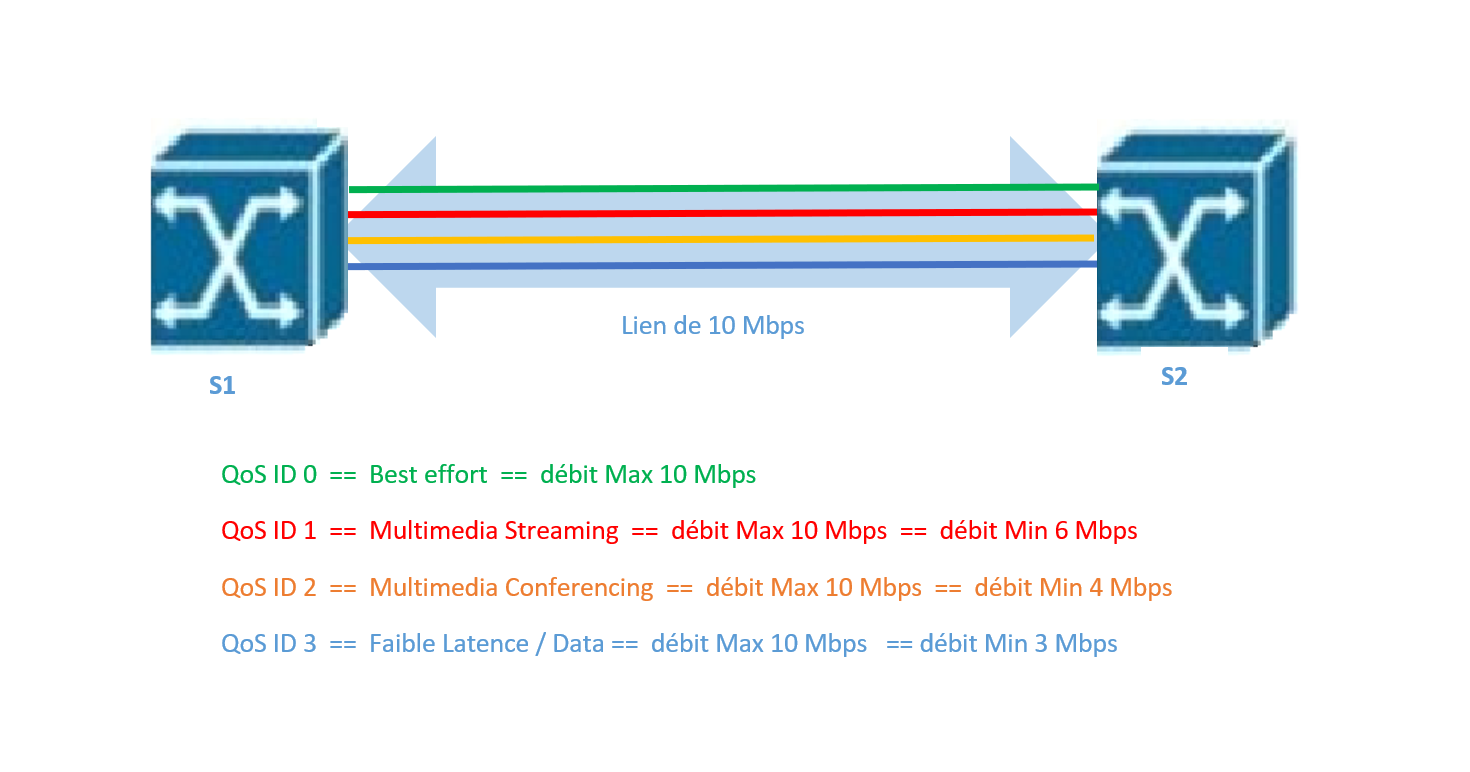 Lien de 10 Mbps
S1
S2
QoS ID 0 == Best effort == débit Max 10 Mbps
QoS ID 1 == Multimedia Streaming == débit Max 10 Mbps == débit Min 6 Mbps
QoS ID 2 == Multimedia Conferencing == débit Max 10 Mbps == débit Min 4 Mbps
QoS ID 3 == Faible Latence / Data == débit Max 10 Mbps == débit Min 3 Mbps